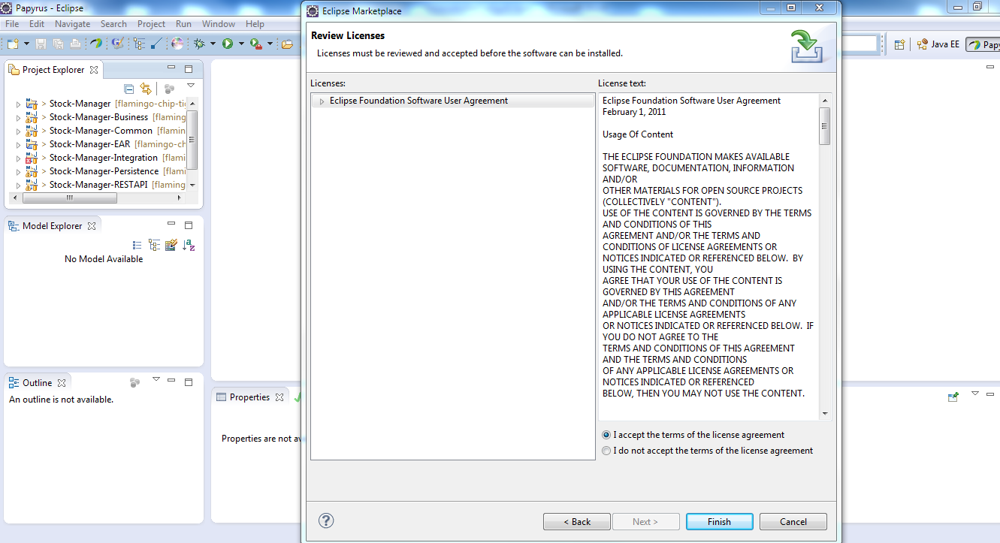 Papyrus - Eclipse
File Edit Navigate Search Project Run Window Help
Java EE
Papy
Project Explorer
> Stock-Manager [flamingo-chip-ti
> Stock-Manager-Business [flaming
> Stock-Manager-Common [flamin
> Stock-Manager-EAR [flamingo-ch
> Stock-Manager-Integration [flami
> Stock-Manager-Persistence [flami
> Stock-Manager-RESTAPI [flaming
Model Explorer
No Model Available
Outline
An outline is not available.
Properties
Properties are not av
Eclipse Marketplace
Review Licenses
Licenses must be reviewed and accepted before the software can be installed.
Licenses:
Eclipse Foundation Software User Agreement
License text:
Eclipse Foundation Software User Agreement
February 1, 2011
Usage Of Content
THE ECLIPSE FOUNDATION MAKES AVAILABLE
SOFTWARE, DOCUMENTATION, INFORMATION
AND/OR
OTHER MATERIALS FOR OPEN SOURCE PROJECTS
(COLLECTIVELY "CONTENT").
USE OF THE CONTENT IS GOVERNED BY THE TERMS
AND CONDITIONS OF THIS
AGREEMENT AND/OR THE TERMS AND
CONDITIONS OF LICENSE AGREEMENTS OR
NOTICES INDICATED OR REFERENCED BELOW. BY
USING THE CONTENT, YOU
AGREE THAT YOUR USE OF THE CONTENT IS
GOVERNED BY THIS AGREEMENT
AND/OR THE TERMS AND CONDITIONS OF ANY
APPLICABLE LICENSE AGREEMENTS
OR NOTICES INDICATED OR REFERENCED BELOW. IF
YOU DO NOT AGREE TO THE
TERMS AND CONDITIONS OF THIS AGREEMENT
AND THE TERMS AND CONDITIONS
OF ANY APPLICABLE LICENSE AGREEMENTS OR
NOTICES INDICATED OR REFERENCED
BELOW, THEN YOU MAY NOT USE THE CONTENT.
I accept the terms of the license agreement
I do not accept the terms of the license agreement
< Back Next > Finish Cancel